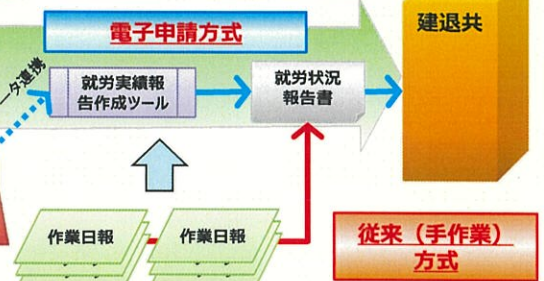 電子申請方式
建退共
ータ連携
就労実績報
告作成ツール
就労状況
報告書
作業日報
作業日報
従来（手作業）
方式